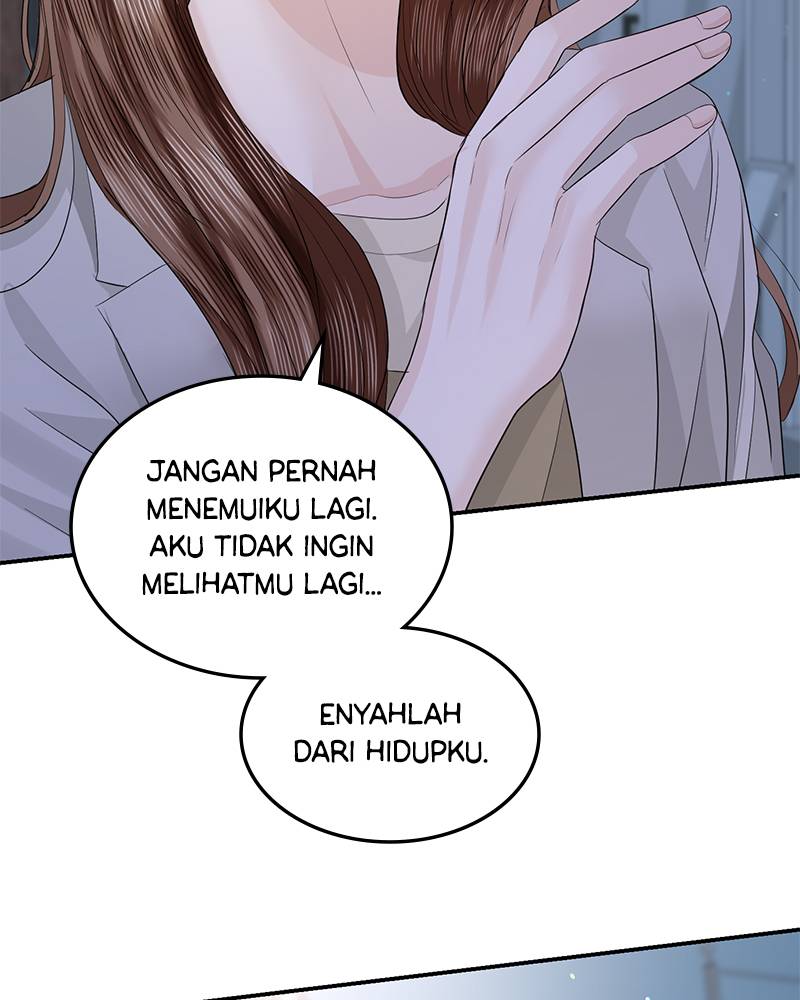 JANGAN PERNAH
MENEMUIKU LAGI.
AKU TIDAK INGIN
MELIHATMU LAGI...
ENYAHLAH
DARI HIDUPKU.